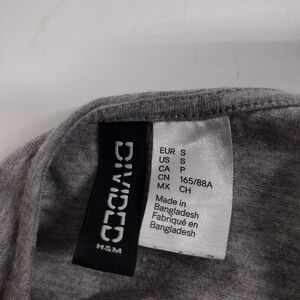 DIVIDED
H&M
EUR S
US S
CA P
CN 165/88A
MX CH
Made in
Bangladesh
Fabriqué en
Bangladesh